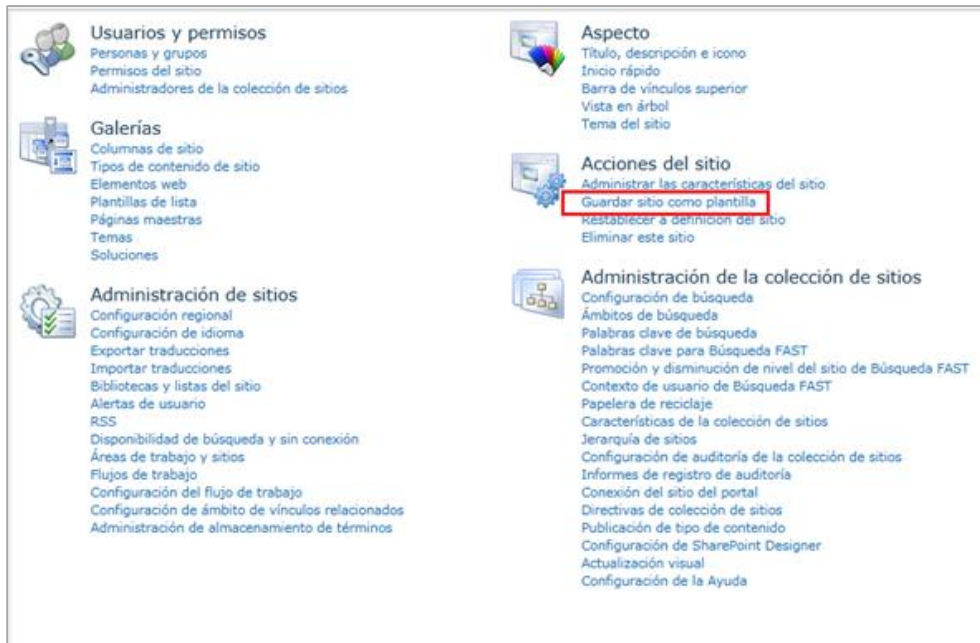 Usuarios y permisos
Personas y grupos
Permisos del sitio
Administradores de la colección de sitios
Galerías
Columnas de sitio
Tipos de contenido de sitio
Elementos web
Plantillas de lista
Páginas maestras
Temas
Soluciones
Administración de sitios
Configuración regional
Configuración de idioma
Exportar traducciones
Importar traducciones
Bibliotecas y listas del sitio
Alertas de usuario
RSS
Disponibilidad de búsqueda y sin conexión
Áreas de trabajo y sitios
Flujos de trabajo
Configuración del flujo de trabajo
Configuración de ámbito de vínculos relacionados
Administración de almacenamiento de términos
Aspecto
Título, descripción e icono
Inicio rápido
Barra de vínculos superior
Vista en árbol
Tema del sitio
Acciones del sitio
Administrar las características del sitio
Guardar sitio como plantilla
Restablecer a definición del sitio
Eliminar este sitio
Administración de la colección de sitios
Configuración de búsqueda
Ámbitos de búsqueda
Palabras clave de búsqueda
Palabras clave para Búsqueda FAST
Promoción y disminución de nivel del sitio de Búsqueda FAST
Contexto de usuario de Búsqueda FAST
Papelera de reciclaje
Características de la colección de sitios
Jerarquía de sitios
Configuración de auditoría de la colección de sitios
Informes de registro de auditoría
Conexión del sitio del portal
Directivas de colección de sitios
Publicación de tipo de contenido
Configuración de SharePoint Designer
Actualización visual
Configuración de la Ayuda